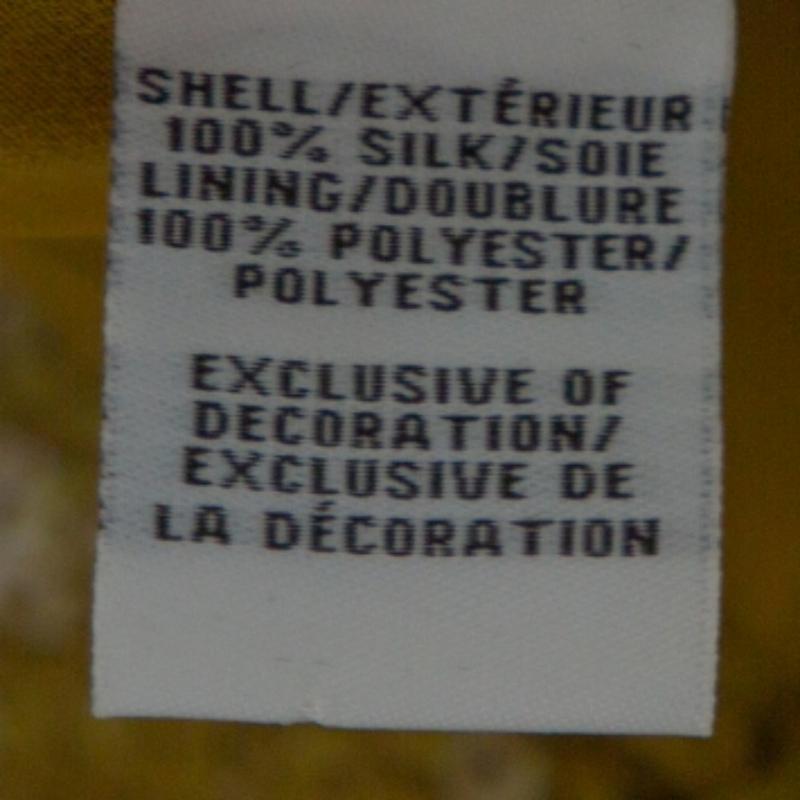 SHELL/EXTÉRIEUR
100% SILK/SOIE
LINING/DOUBLURE
100% POLYESTER/
POLYESTER
EXCLUSIVE OF
DECORATION/
EXCLUSIVE DE
LA DÉCORATION